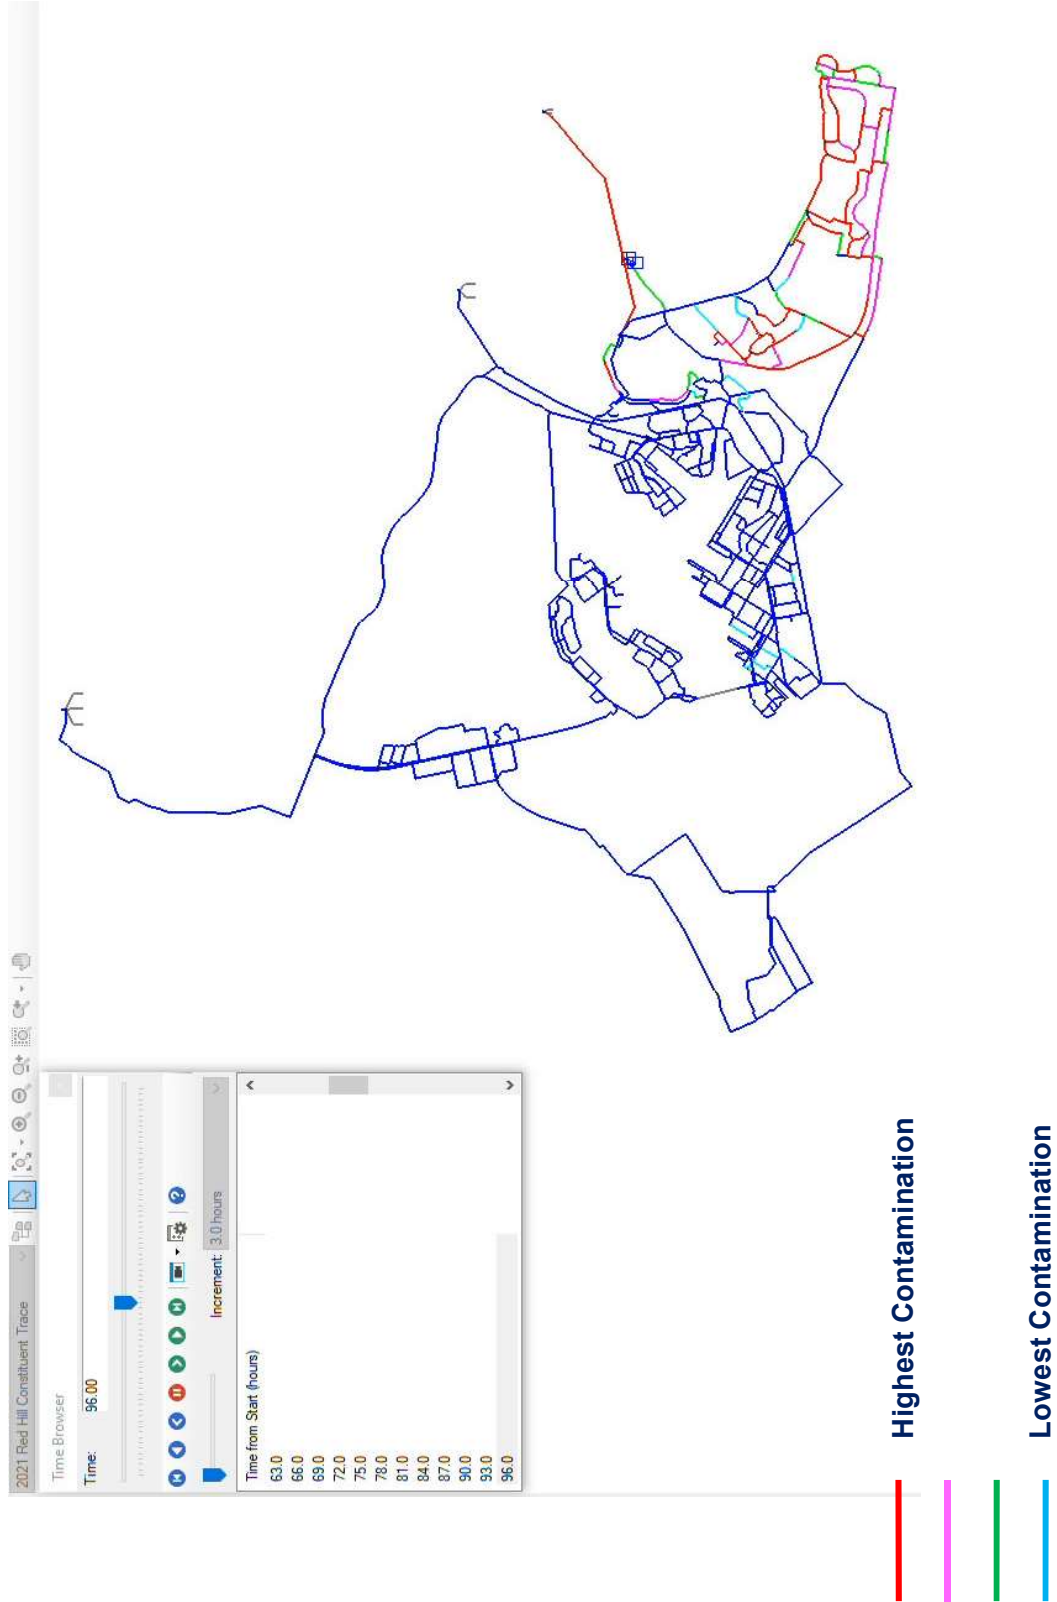 2021 Red Hill Constituent Trace
Time Browser
Time:
96.00
Increment: 3.0 hours
Time from Start (hours)
63.0
66.0
69.0
72.0
75.0
78.0
81.0
84.0
87.0
90.0
93.0
96.0
Highest Contamination
Lowest Contamination